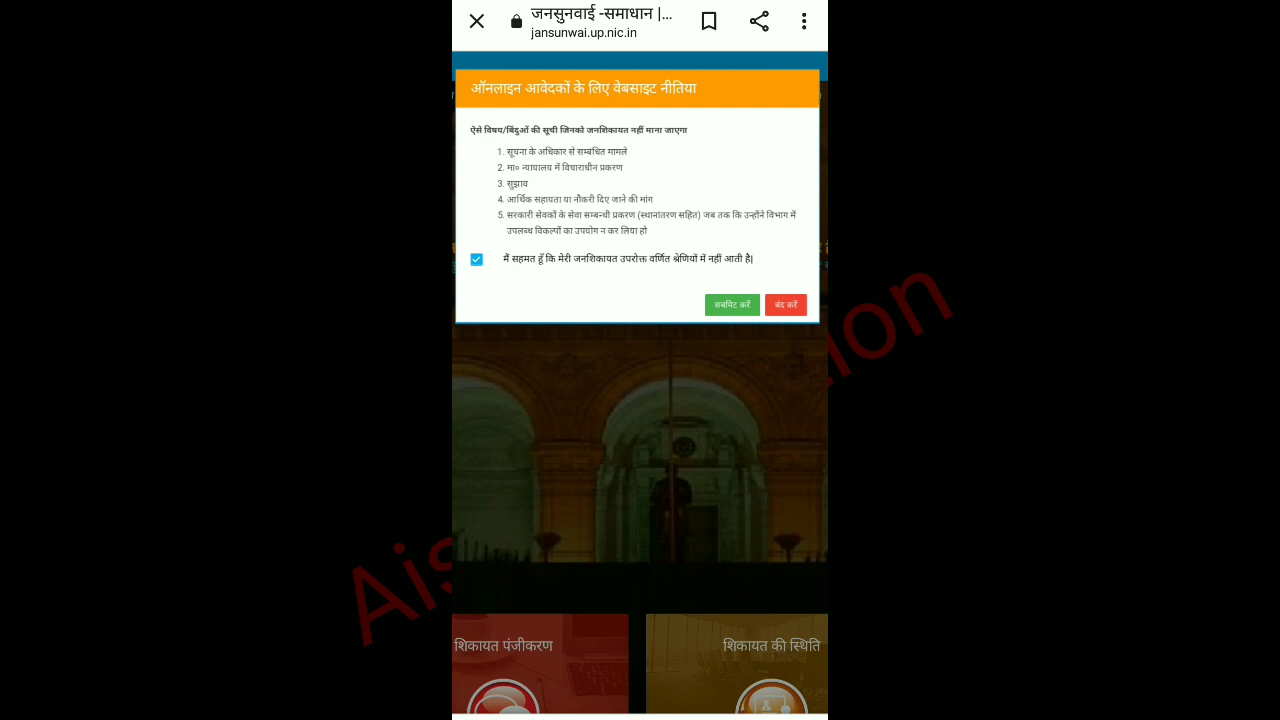 जनसुनवाई -समाधान |...
jansunwai.up.nic.in
ऑनलाइन आवेदकों के लिए वेबसाइट नीतिया
ऐसे विषय/बिंदुओं की सूची जिनको जनशिकायत नहीं माना जाएगा
1. सूचना के अधिकार से सम्बंधित मामले
2. मा० न्यायालय में विचाराधीन प्रकरण
3. सुझाव
4. आर्थिक सहायता या नौकरी दिए जाने की मांग
5. सरकारी सेवकों के सेवा सम्बन्धी प्रकरण (स्थानांतरण सहित) जब तक कि उन्होंने विभाग में
उपलब्ध विकल्पों का उपयोग न कर लिया हो
मैं सहमत हूँ कि मेरी जनशिकायत उपरोक्त वर्णित श्रेणियों में नहीं आती है|
सबमिट करें बंद करें
शिकायत पंजीकरण शिकायत की स्थिति